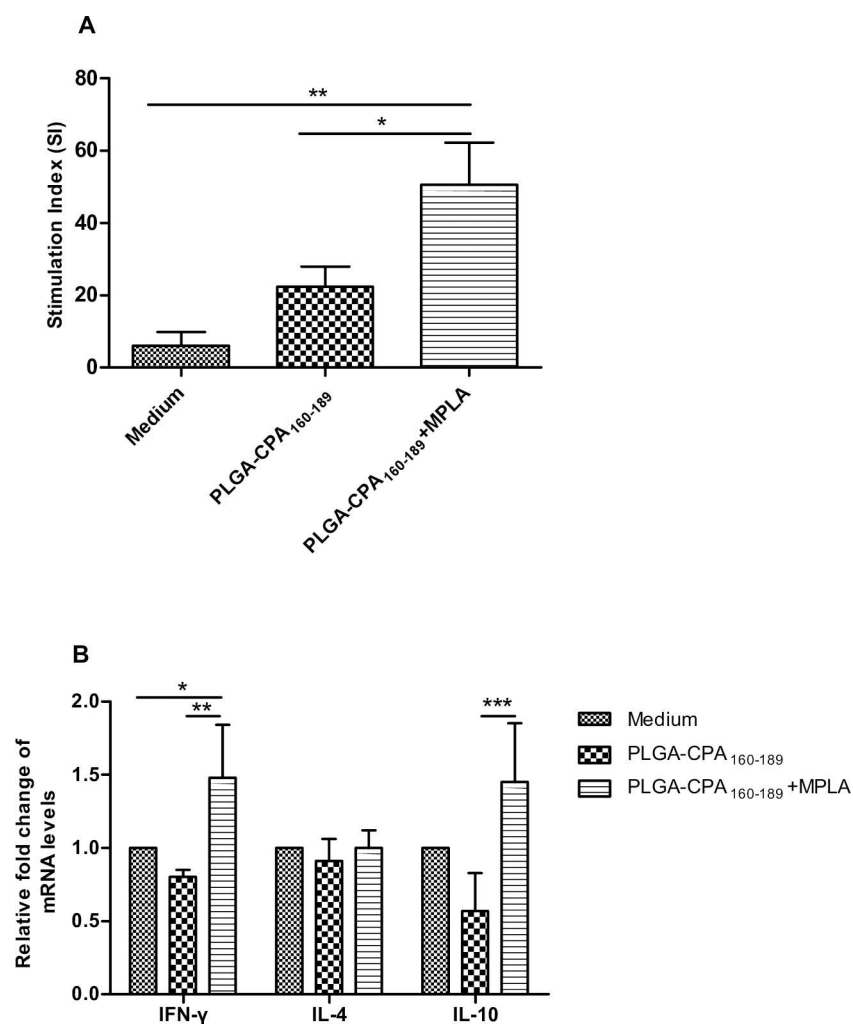 A
80
60
40
20
0
Stimulation Index (SI)
**
*
Medium
PLGA-CPA160-189
PLGA-CPA160-189+MPLA
B
2.0
1.5
1.0
0.5
0.0
Relative fold change of
mRNA levels
*
**
***
IFN-γ
IL-4
IL-10
Medium
PLGA-CPA160-189
PLGA-CPA160-189+MPLA